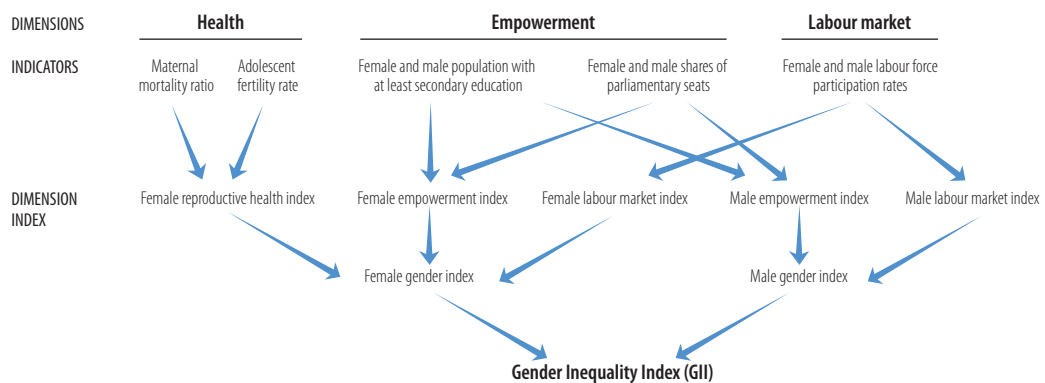 DIMENSIONS Health Empowerment Labour market
INDICATORS Maternal Adolescent Female and male population with Female and male shares of Female and male labour force
mortality ratio fertility rate at least secondary education parliamentary seats participation rates
DIMENSION Female reproductive health index Female empowerment index Female labour market index Male empowerment index Male labour market index
INDEX
Female gender index Male gender index
Gender Inequality Index (GII)